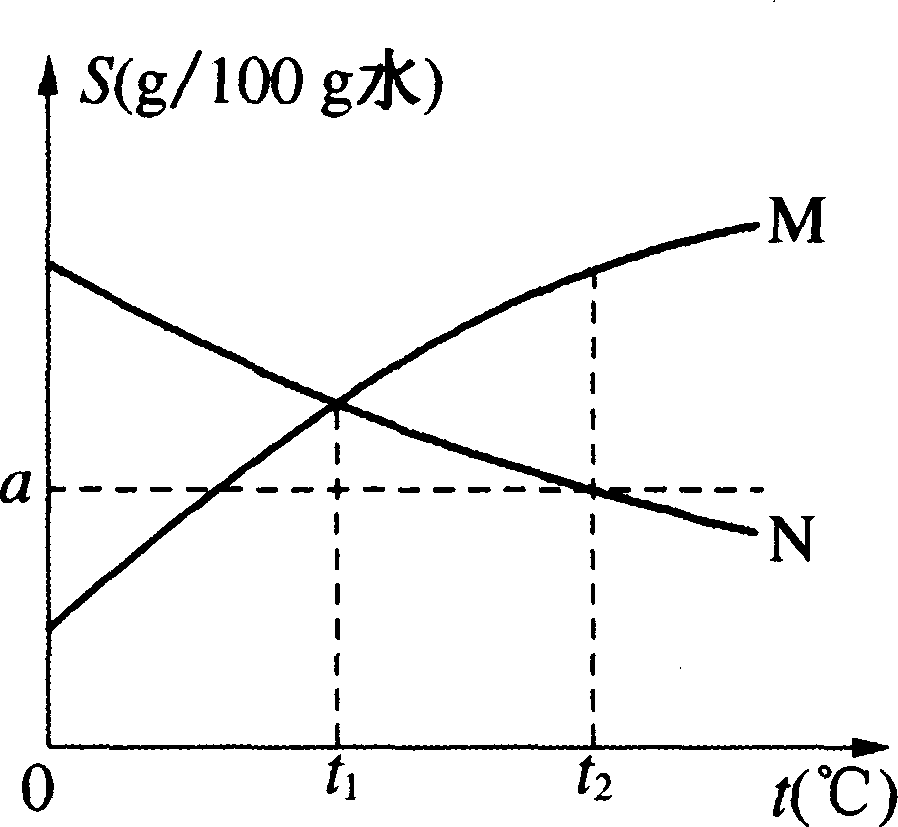 S(g/100 g水)
M
a
N
0
t₁
t₂
t(℃)